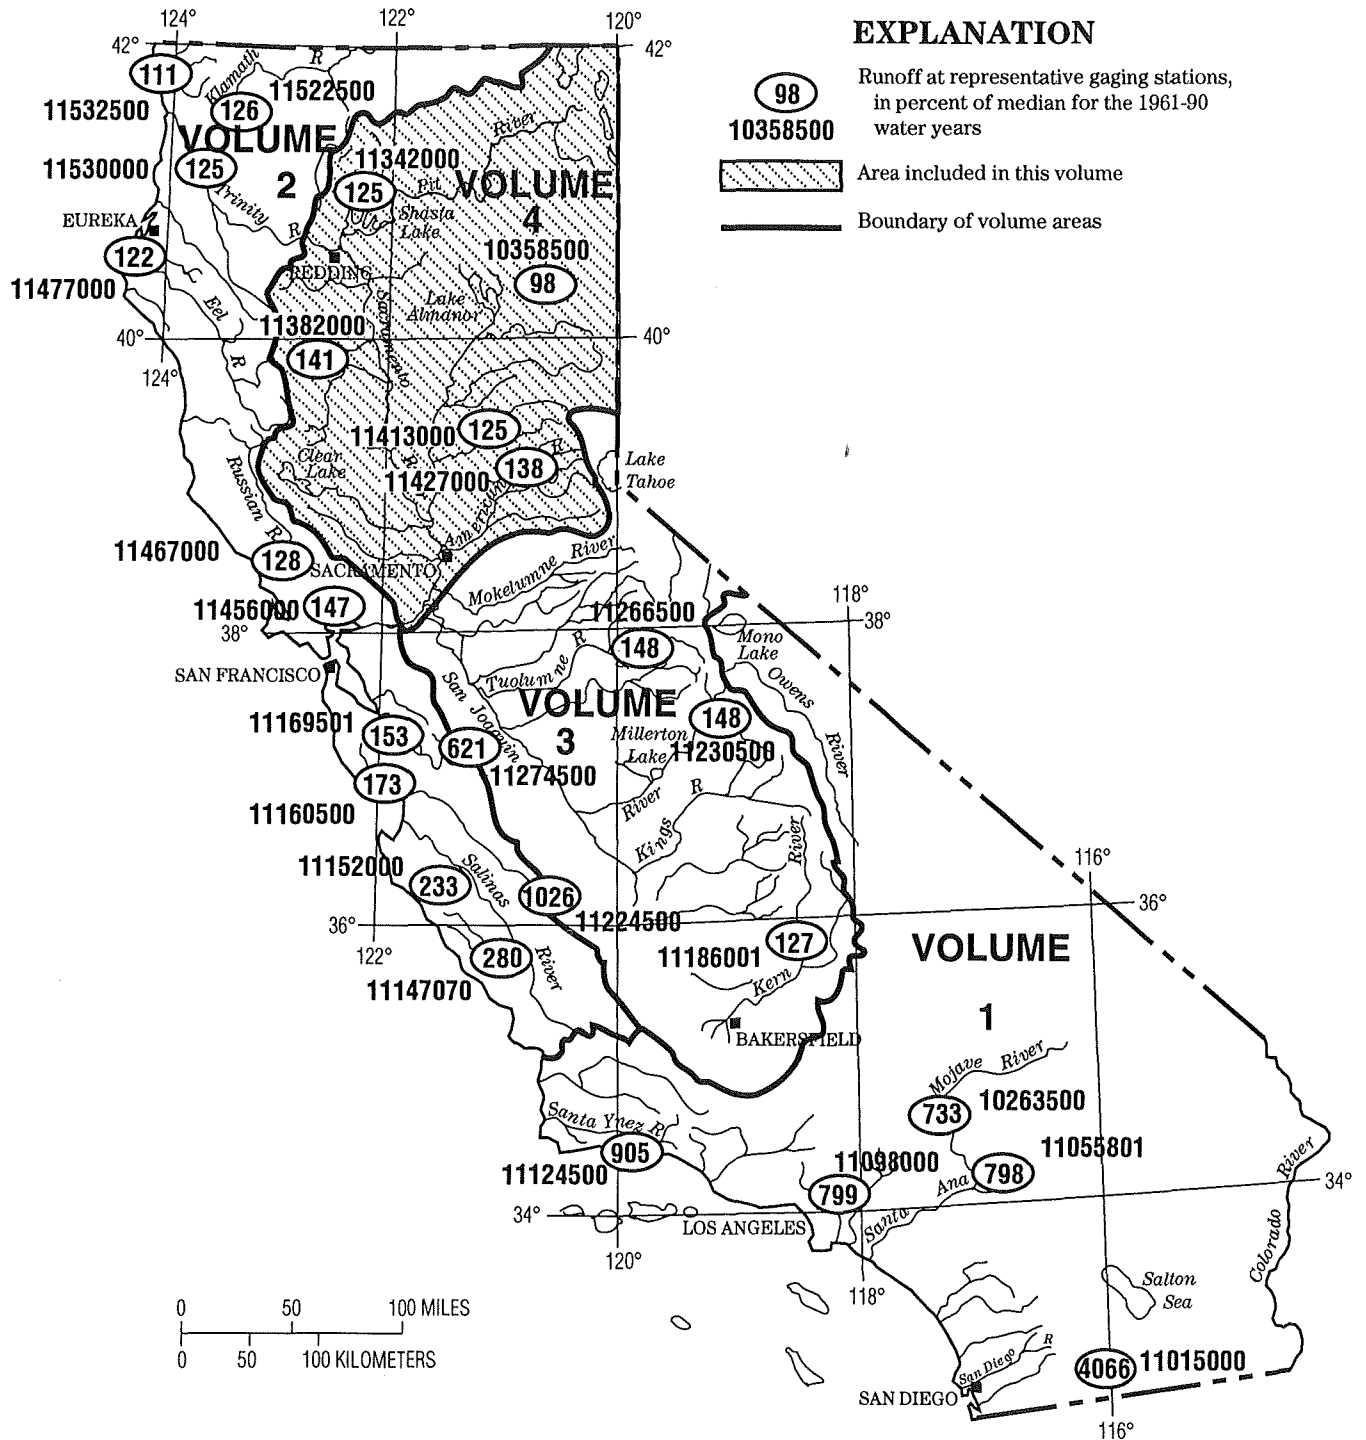 124°
122°
120°
42°
42°
EXPLANATION
98
10358500
Runoff at representative gaging stations,
in percent of median for the 1961-90
water years
Area included in this volume
Boundary of volume areas
111
11532500
Klamath
R
126
11522500
VOLUME
2
11530000
125
Trinity
R
EUREKA
122
11477000
Eel
R
11342000
125
Pit
River
Shasta
Lake
VOLUME
4
10358500
98
REDDING
Sacramento
R
Lake
Almanor
11382000
141
40°
40°
124°
11413000
125
Clear
Lake
11427000
138
American
R
Lake
Tahoe
Russian
R
11467000
128
SACRAMENTO
11456000
147
38°
Mokelumne River
11266500
148
118°
38°
Mono
Lake
SAN FRANCISCO
Tuolumne R
San Joaquin
River
VOLUME
3
Owens
River
148
11230500
Millerton
Lake
11169501
153
621
11274500
173
11160500
Kings R
River
11152000
233
Salinas
River
1026
11224500
116°
36°
36°
122°
280
11147070
127
11186001
Kern
BAKERSFIELD
VOLUME
1
Mojave River
733
10263500
Santa Ynez R
905
11124500
11098000
799
11055801
798
Santa Ana
34°
34°
LOS ANGELES
120°
118°
Colorado
River
Salton
Sea
0 50 100 MILES
0 50 100 KILOMETERS
San Diego
R
SAN DIEGO
4066
11015000
116°